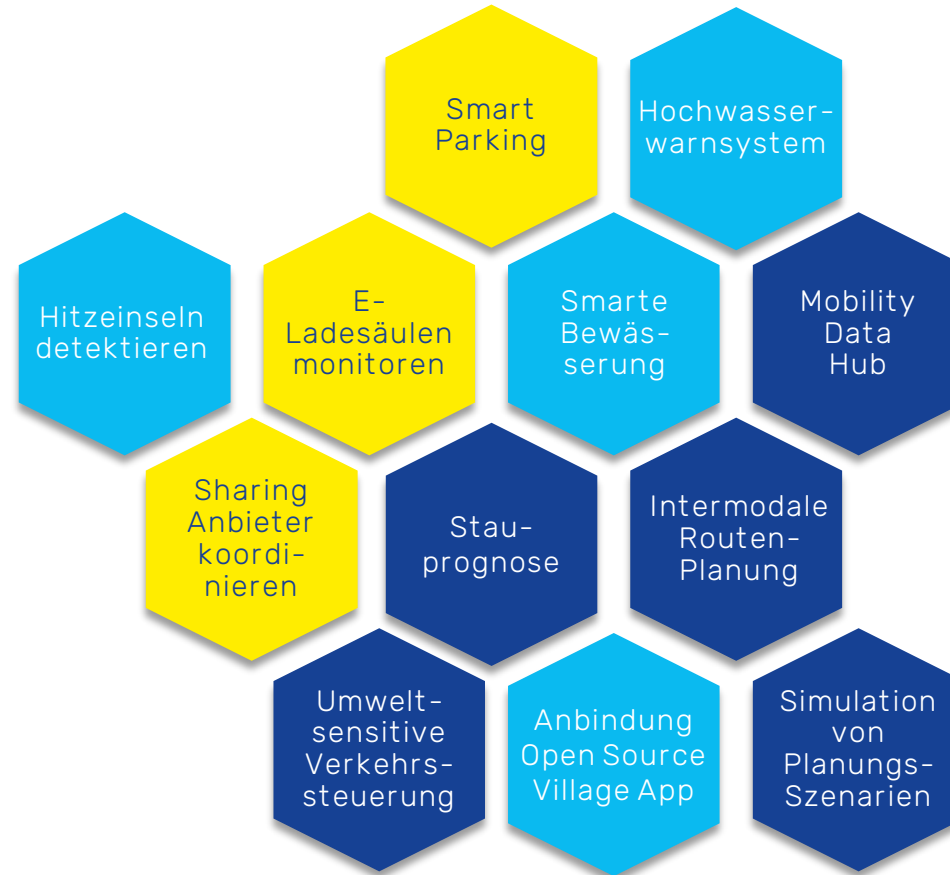 Smart
Parking
Hochwasser-
warnsystem
Hitzeinseln
detektieren
E-
Ladesäulen
monitoren
Smarte
Bewäs-
serung
Mobility
Data
Hub
Sharing
Anbieter
koordi-
nieren
Stau-
prognose
Intermodale
Routen-
Planung
Umwelt-
sensitive
Verkehrs-
steuerung
Anbindung
Open Source
Village App
Simulation
von
Planungs-
Szenarien